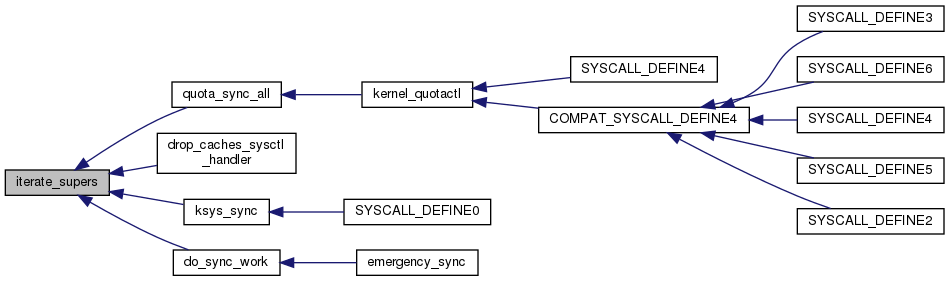 iterate_supers
quota_sync_all
drop_caches_sysctl
_handler
ksys_sync
do_sync_work
kernel_quotactl
SYSCALL_DEFINE0
emergency_sync
SYSCALL_DEFINE4
COMPAT_SYSCALL_DEFINE4
SYSCALL_DEFINE3
SYSCALL_DEFINE6
SYSCALL_DEFINE4
SYSCALL_DEFINE5
SYSCALL_DEFINE2